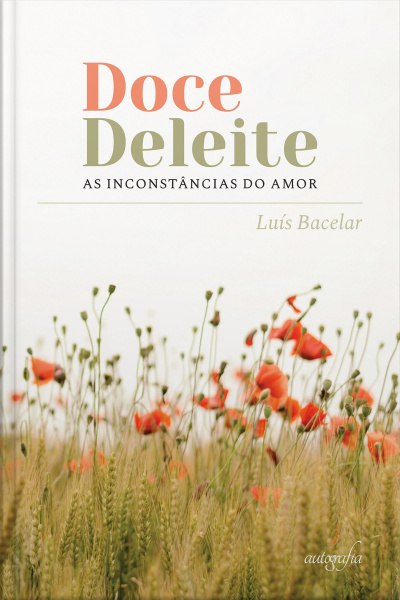 Doce
Deleite
AS INCONSTÂNCIAS DO AMOR
Luís Bacelar
autografia